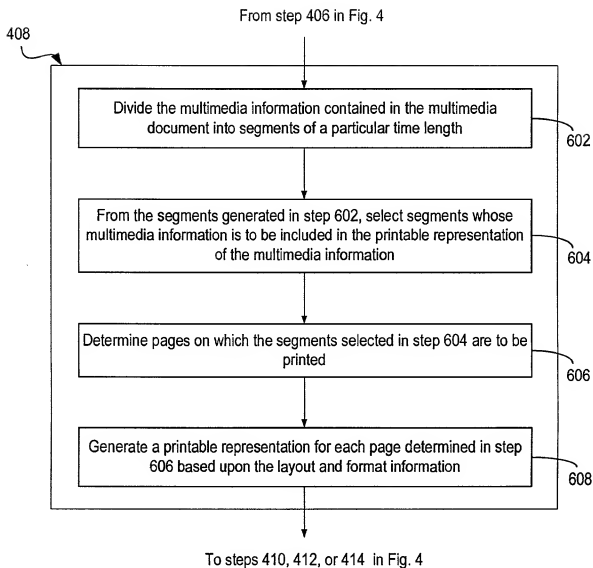 From step 406 in Fig. 4
408
Divide the multimedia information contained in the multimedia
document into segments of a particular time length
602
From the segments generated in step 602, select segments whose
multimedia information is to be included in the printable representation
of the multimedia information
604
Determine pages on which the segments selected in step 604 are to be
printed
606
Generate a printable representation for each page determined in step
606 based upon the layout and format information
608
To steps 410, 412, or 414 in Fig. 4